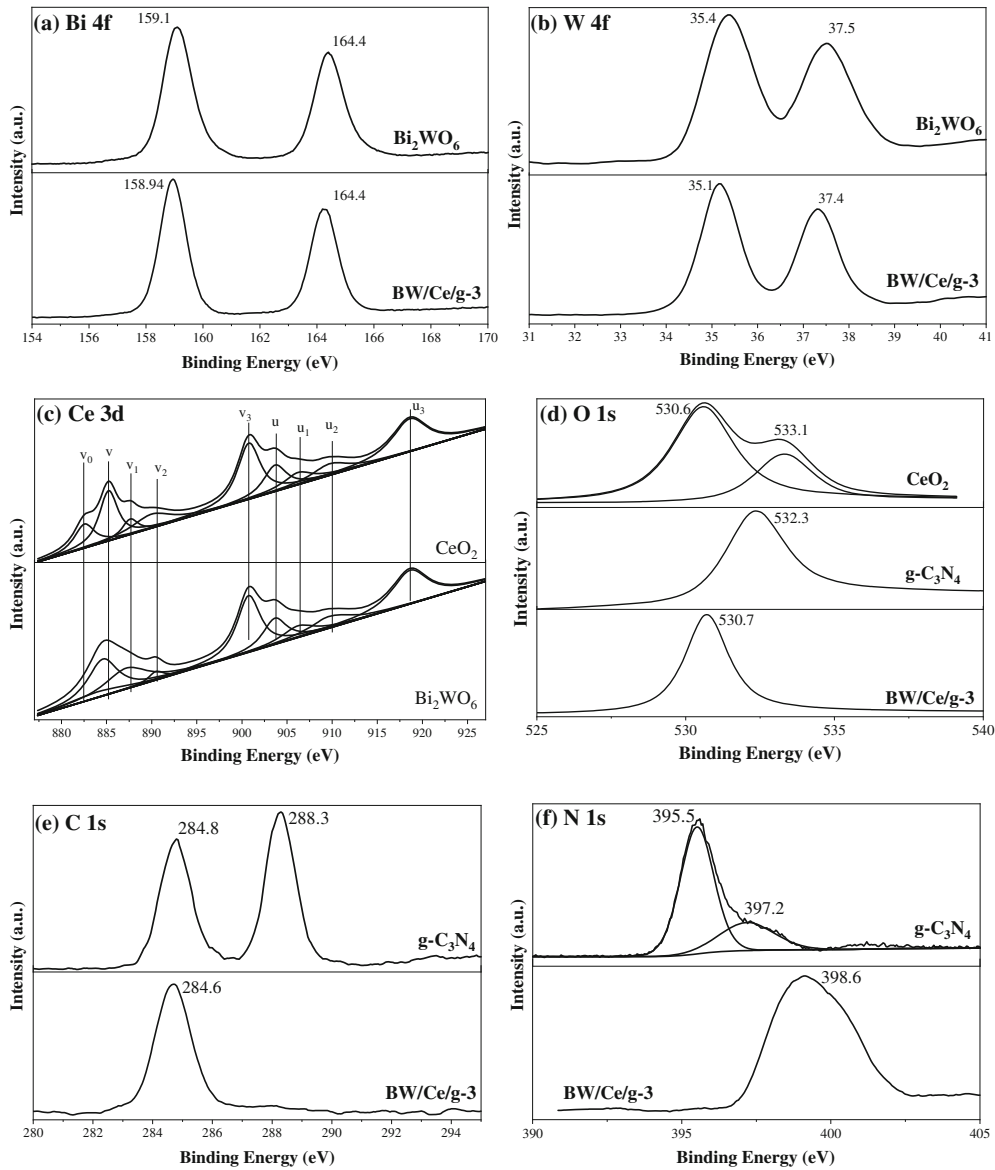 (a) Bi 4f
159.1
164.4
Bi₂WO₆
158.94
164.4
BW/Ce/g-3
Intensity (a.u.)
154 156 158 160 162 164 166 168 170
Binding Energy (eV)
(b) W 4f
35.4
37.5
Bi₂WO₆
35.1
37.4
BW/Ce/g-3
Intensity (a.u.)
31 32 33 34 35 36 37 38 39 40 41
Binding Energy (eV)
(c) Ce 3d
v₀ v v₁ v₂ v₃ u u₁ u₂ u₃
CeO₂
Bi₂WO₆
Intensity (a.u.)
880 885 890 895 900 905 910 915 920 925
Binding Energy (eV)
(d) O 1s
530.6
533.1
CeO₂
532.3
g-C₃N₄
530.7
BW/Ce/g-3
Intensity (a.u.)
525 530 535 540
Binding Energy (eV)
(e) C 1s
284.8
288.3
g-C₃N₄
284.6
BW/Ce/g-3
Intensity (a.u.)
280 282 284 286 288 290 292 294
Binding Energy (eV)
(f) N 1s
395.5
397.2
g-C₃N₄
398.6
BW/Ce/g-3
Intensity (a.u.)
390 395 400 405
Binding Energy (eV)